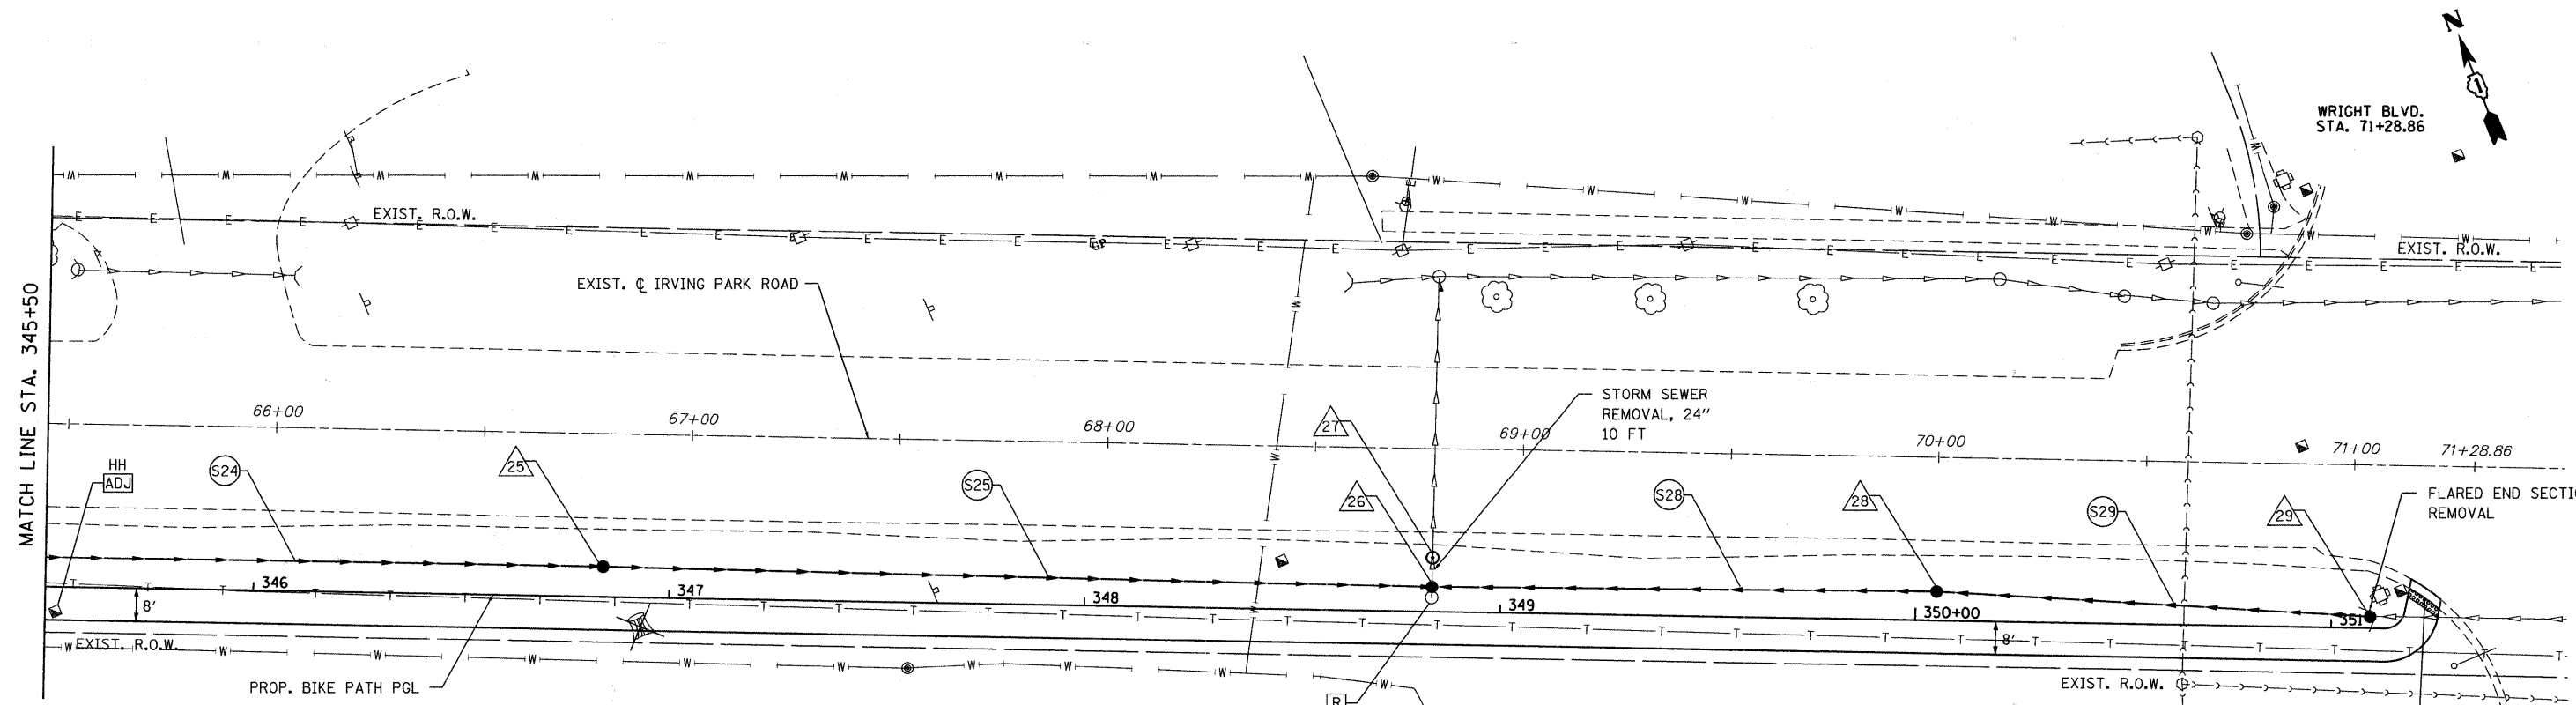 N
1
WRIGHT BLVD.
STA. 71+28.86
W W W W W W W W W W W W W W W W
EXIST. R.O.W.
E E E E E E E E E E E E E E E E E E E E
GP
EXIST. R.O.W.
EXIST. ℄ IRVING PARK ROAD
MATCH LINE STA. 345+50
STORM SEWER
REMOVAL, 24"
10 FT
66+00
67+00
68+00
69+00
70+00
71+00
71+28.86
HH
ADJ
S24
25
S25
27
26
S28
28
S29
29
REMOVAL
346
347
348
349
350+00
351
8'
8'
T T T T T T T T T T T T T T T T T T T T
EXIST. R.O.W.
W W W W W W W W W
PROP. BIKE PATH PGL
R
EXIST. R.O.W.